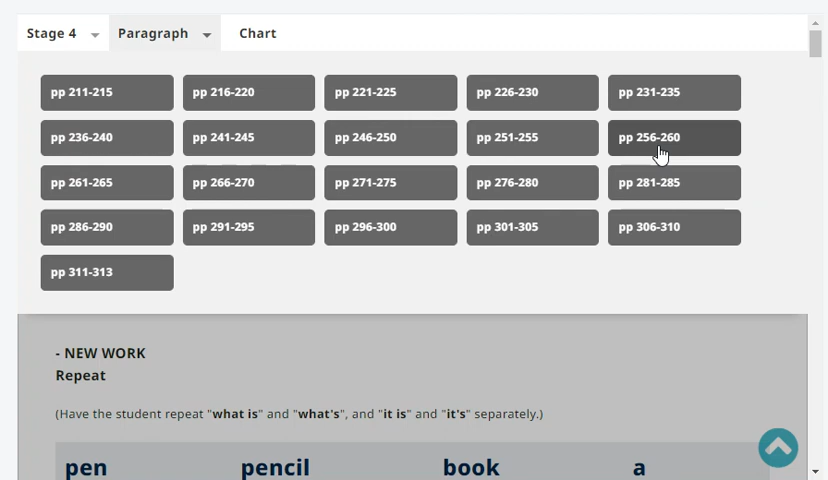 Stage 4 Paragraph Chart
pp 211-215 pp 216-220 pp 221-225 pp 226-230 pp 231-235
pp 236-240 pp 241-245 pp 246-250 pp 251-255 pp 256-260
pp 261-265 pp 266-270 pp 271-275 pp 276-280 pp 281-285
pp 286-290 pp 291-295 pp 296-300 pp 301-305 pp 306-310
pp 311-313
- NEW WORK
Repeat
(Have the student repeat "what is" and "what's", and "it is" and "it's" separately.)
pen pencil book a